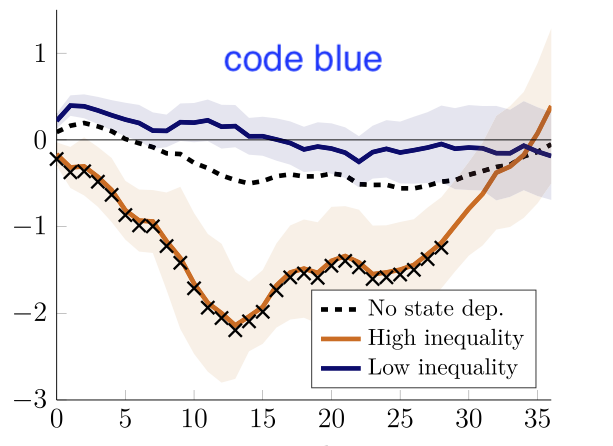 code blue
1
0
−1
−2
−3
No state dep.
High inequality
Low inequality
0 5 10 15 20 25 30 35